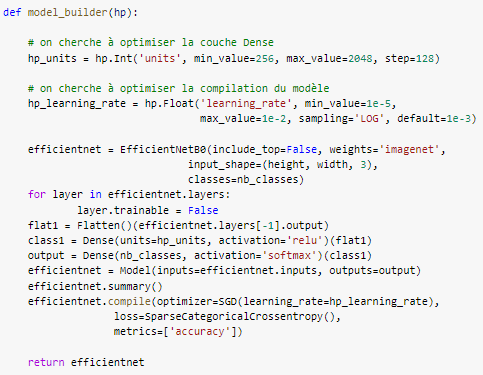 def model_builder(hp):
# on cherche à optimiser la couche Dense
hp_units = hp.Int('units', min_value=256, max_value=2048, step=128)
# on cherche à optimiser la compilation du modèle
hp_learning_rate = hp.Float('learning_rate', min_value=1e-5,
max_value=1e-2, sampling='LOG', default=1e-3)
efficientnet = EfficientNetB0(include_top=False, weights='imagenet',
input_shape=(height, width, 3),
classes=nb_classes)
for layer in efficientnet.layers:
layer.trainable = False
flat1 = Flatten()(efficientnet.layers[-1].output)
class1 = Dense(units=hp_units, activation='relu')(flat1)
output = Dense(nb_classes, activation='softmax')(class1)
efficientnet = Model(inputs=efficientnet.inputs, outputs=output)
efficientnet.summary()
efficientnet.compile(optimizer=SGD(learning_rate=hp_learning_rate),
loss=SparseCategoricalCrossentropy(),
metrics=['accuracy'])
return efficientnet